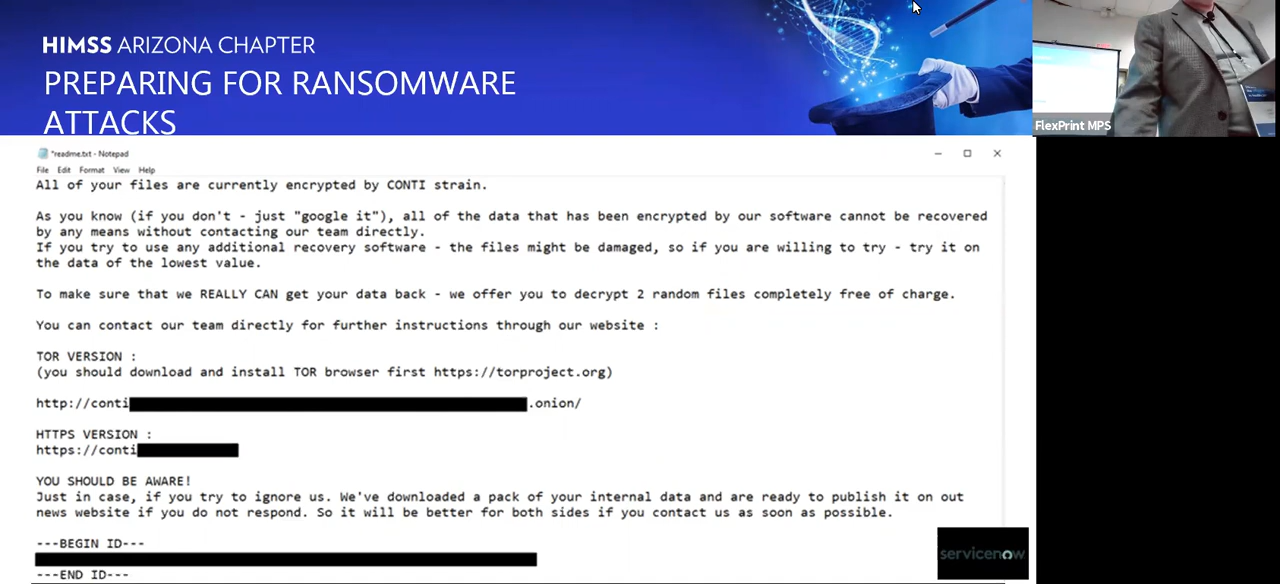 HIMSS ARIZONA CHAPTER
PREPARING FOR RANSOMWARE
ATTACKS
FlexPrint MPS
*readme.txt - Notepad
File Edit Format View Help
All of your files are currently encrypted by CONTI strain.
As you know (if you don't - just "google it"), all of the data that has been encrypted by our software cannot be recovered
by any means without contacting our team directly.
If you try to use any additional recovery software - the files might be damaged, so if you are willing to try - try it on
the data of the lowest value.
To make sure that we REALLY CAN get your data back - we offer you to decrypt 2 random files completely free of charge.
You can contact our team directly for further instructions through our website :
TOR VERSION :
(you should download and install TOR browser first https://torproject.org)
http://conti .onion/
HTTPS VERSION :
https://conti
YOU SHOULD BE AWARE!
Just in case, if you try to ignore us. We've downloaded a pack of your internal data and are ready to publish it on out
news website if you do not respond. So it will be better for both sides if you contact us as soon as possible.
---BEGIN ID---
---END ID---
servicenow